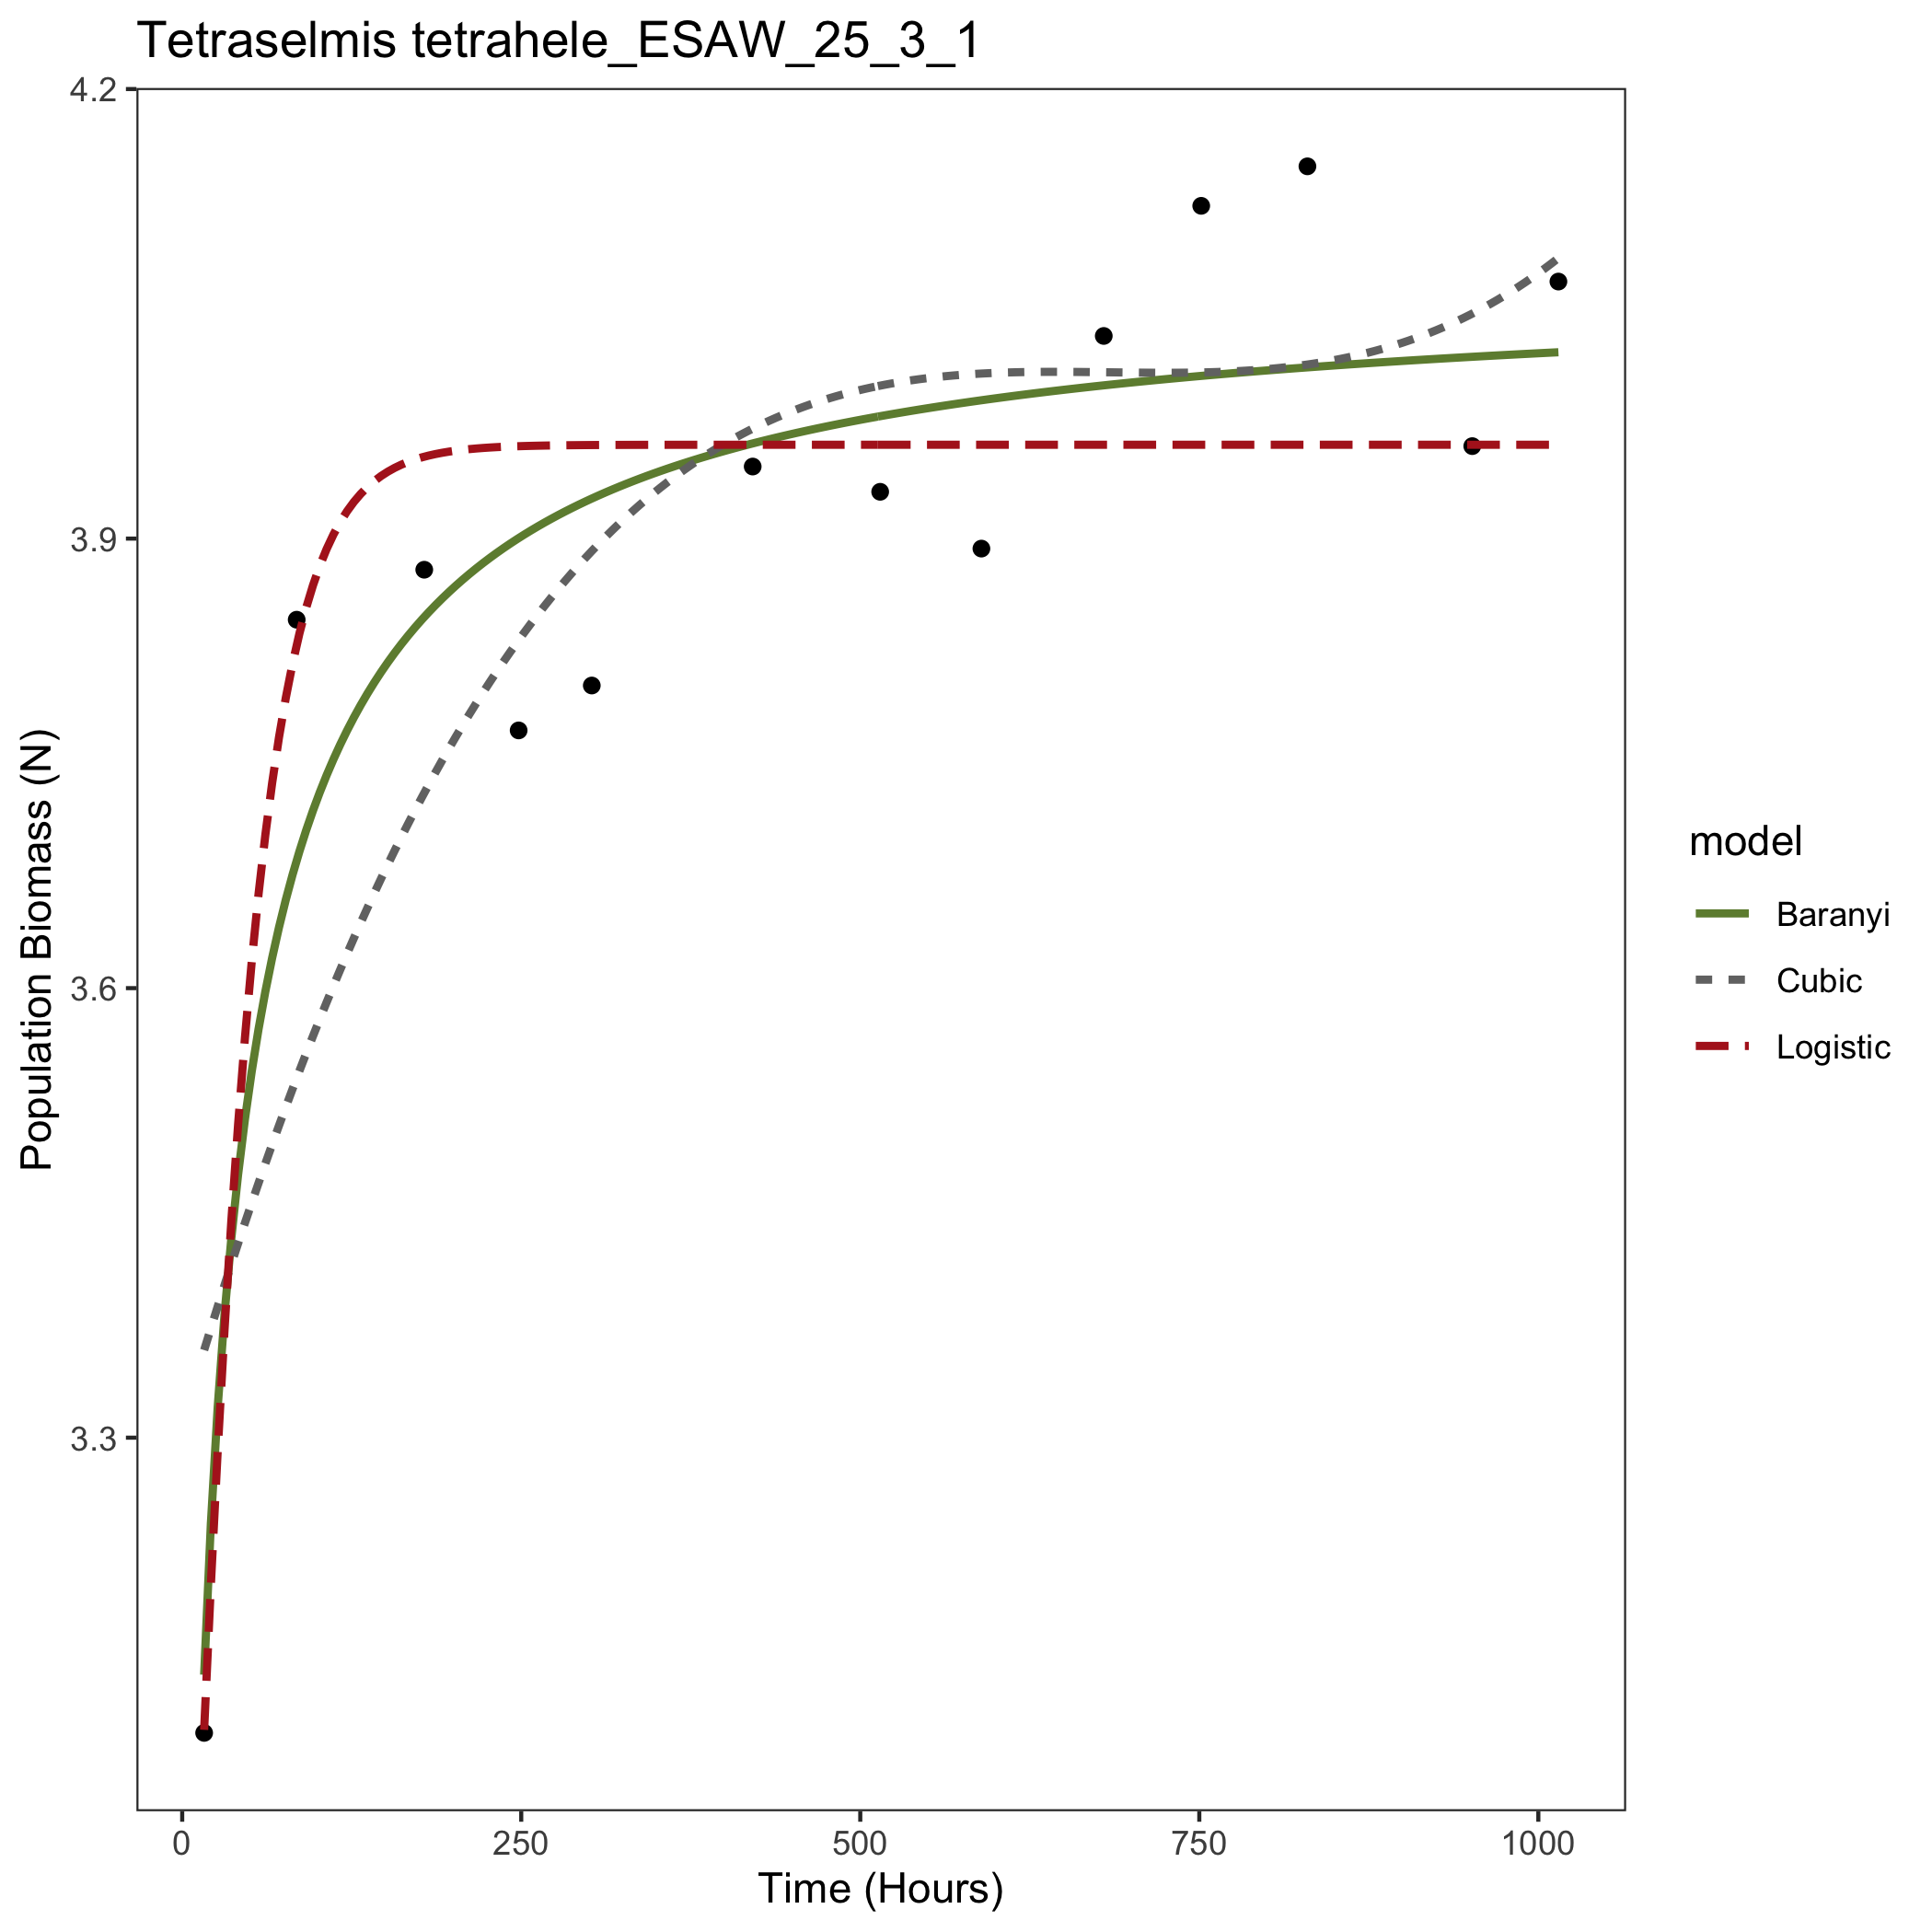 Tetraselmis tetrahele_ESAW_25_3_1
4.2
3.9
3.6
3.3
Population Biomass (N)
0 250 500 750 1000
Time (Hours)
model
Baranyi
Cubic
Logistic